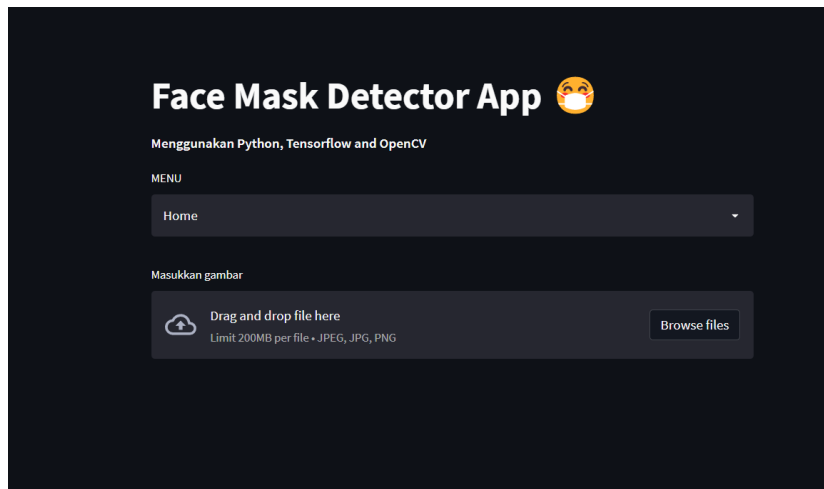 Face Mask Detector App 😷
Menggunakan Python, Tensorflow and OpenCV
MENU
Home
Masukkan gambar
Drag and drop file here
Limit 200MB per file • JPEG, JPG, PNG
Browse files